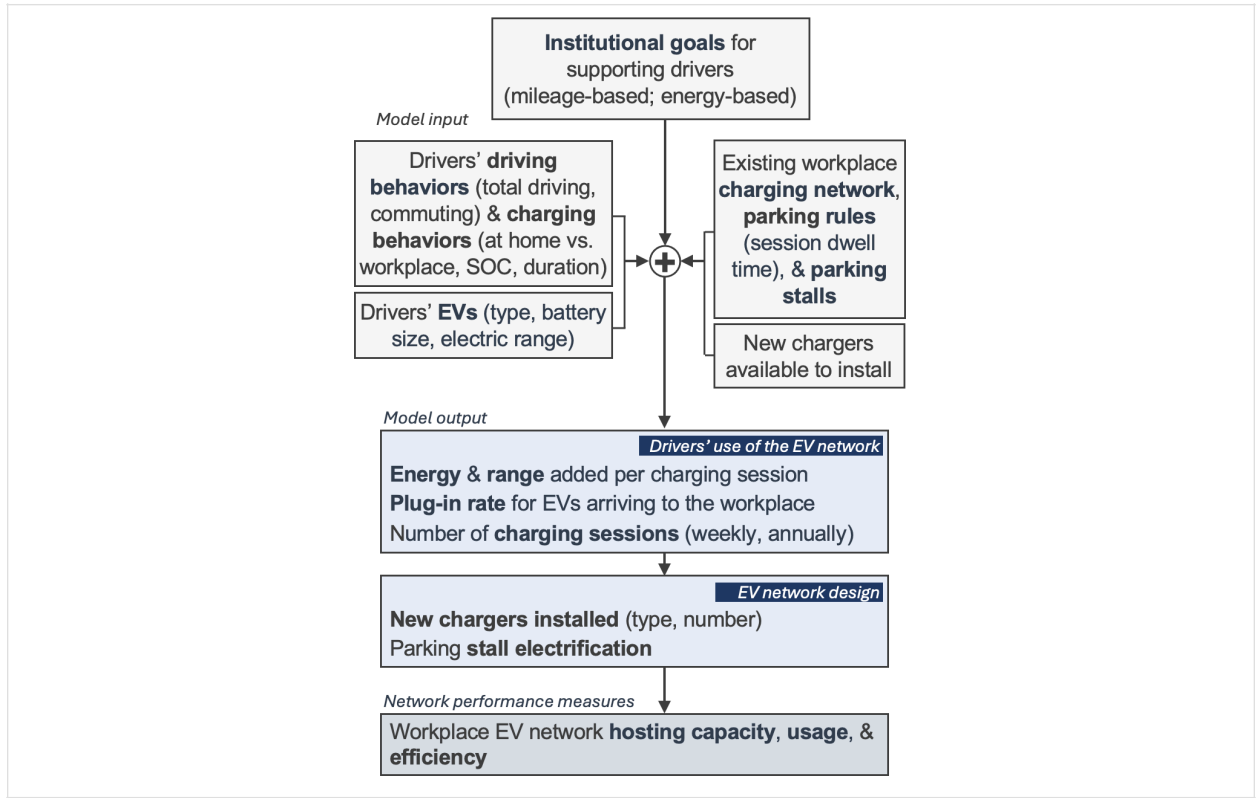 Institutional goals for
supporting drivers
(mileage-based; energy-based)
Model input
Drivers’ driving
behaviors (total driving,
commuting) & charging
behaviors (at home vs.
workplace, SOC, duration)
Drivers’ EVs (type, battery
size, electric range)
Existing workplace
charging network,
parking rules
(session dwell
time), & parking
stalls
New chargers
available to install
Model output
Drivers’ use of the EV network
Energy & range added per charging session
Plug-in rate for EVs arriving to the workplace
Number of charging sessions (weekly, annually)
EV network design
New chargers installed (type, number)
Parking stall electrification
Network performance measures
Workplace EV network hosting capacity, usage, &
efficiency